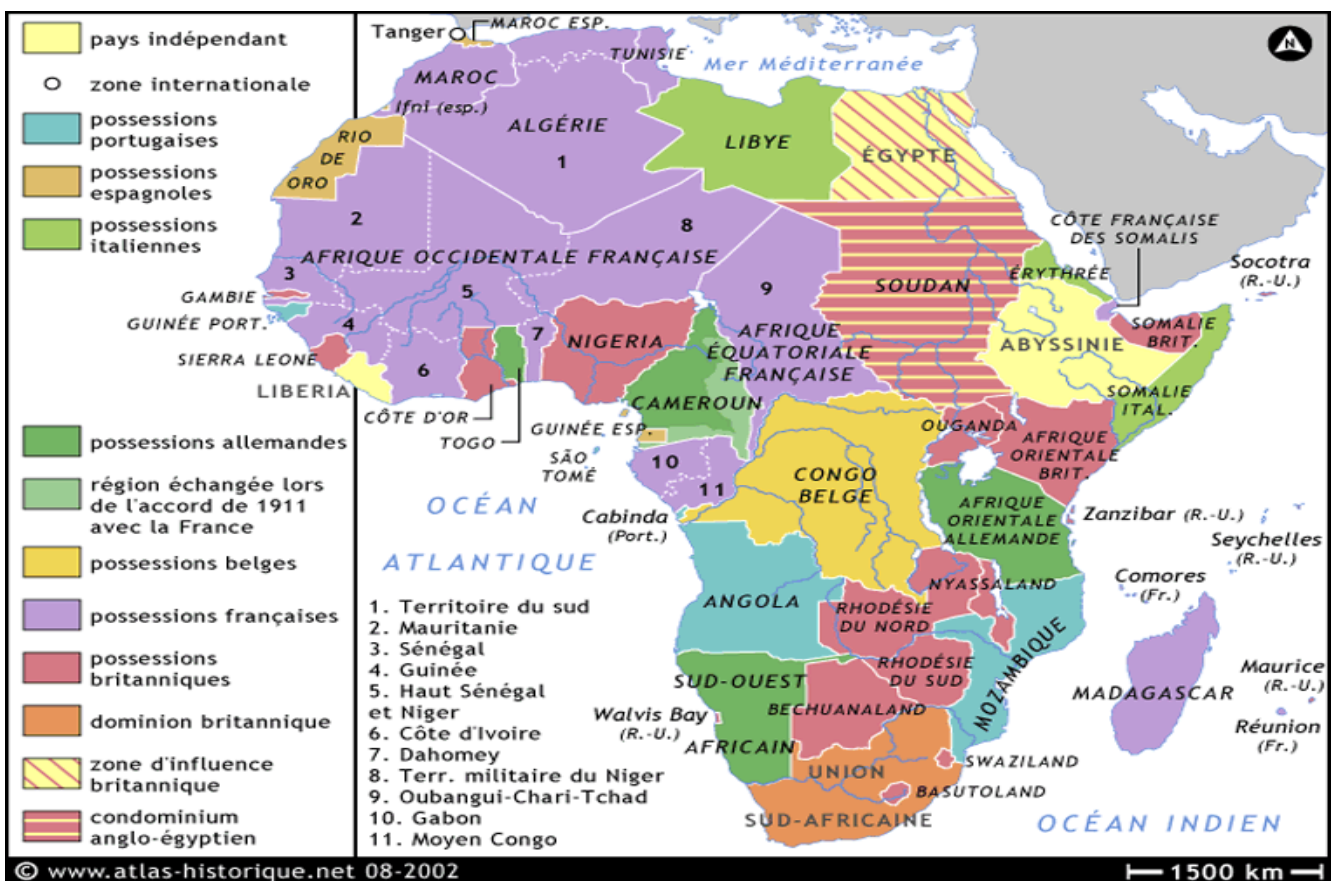 pays indépendant
zone internationale
possessions
portugaises
possessions
espagnoles
possessions
italiennes
possessions allemandes
région échangée lors
de l'accord de 1911
avec la France
possessions belges
possessions françaises
possessions
britanniques
dominion britannique
zone d'influence
britannique
condominium
anglo-égyptien
Tanger
MAROC ESP.
TUNISIE
Mer Méditerranée
N
MAROC
Ifni (esp.)
ALGÉRIE
1
LIBYE
ÉGYPTE
RIO
DE
ORO
2
8
CÔTE FRANÇAISE
DES SOMALIS
AFRIQUE OCCIDENTALE FRANÇAISE
3
5
9
SOUDAN
ÉRYTHRÉE
Socotra
(R.-U.)
GAMBIE
GUINÉE PORT.
4
7
NIGERIA
AFRIQUE
ÉQUATORIALE
FRANÇAISE
ABYSSINIE
SOMALIE
BRIT.
SIERRA LEONE
6
LIBERIA
CÔTE D'OR
TOGO
CAMEROUN
SOMALIE
ITAL.
GUINÉE ESP.
SÃO
TOMÉ
OUGANDA
AFRIQUE
ORIENTALE
BRIT.
10
11
CONGO
BELGE
OCÉAN
ATLANTIQUE
Cabinda
(Port.)
AFRIQUE
ORIENTALE
ALLEMANDE
Zanzibar (R.-U.)
Seychelles
(R.-U.)
Comores
(Fr.)
NYASSALAND
ANGOLA
RHODÉSIE
DU NORD
RHODÉSIE
DU SUD
MOZAMBIQUE
MADAGASCAR
Maurice
(R.-U.)
Réunion
(Fr.)
SUD-OUEST
AFRICAIN
BECHUANALAND
Walvis Bay
(R.-U.)
SWAZILAND
BASUTOLAND
UNION
SUD-AFRICAINE
OCÉAN INDIEN
1. Territoire du sud
2. Mauritanie
3. Sénégal
4. Guinée
5. Haut Sénégal
et Niger
6. Côte d'Ivoire
7. Dahomey
8. Terr. militaire du Niger
9. Oubangui-Chari-Tchad
10. Gabon
11. Moyen Congo
© www.atlas-historique.net 08-2002
1500 km